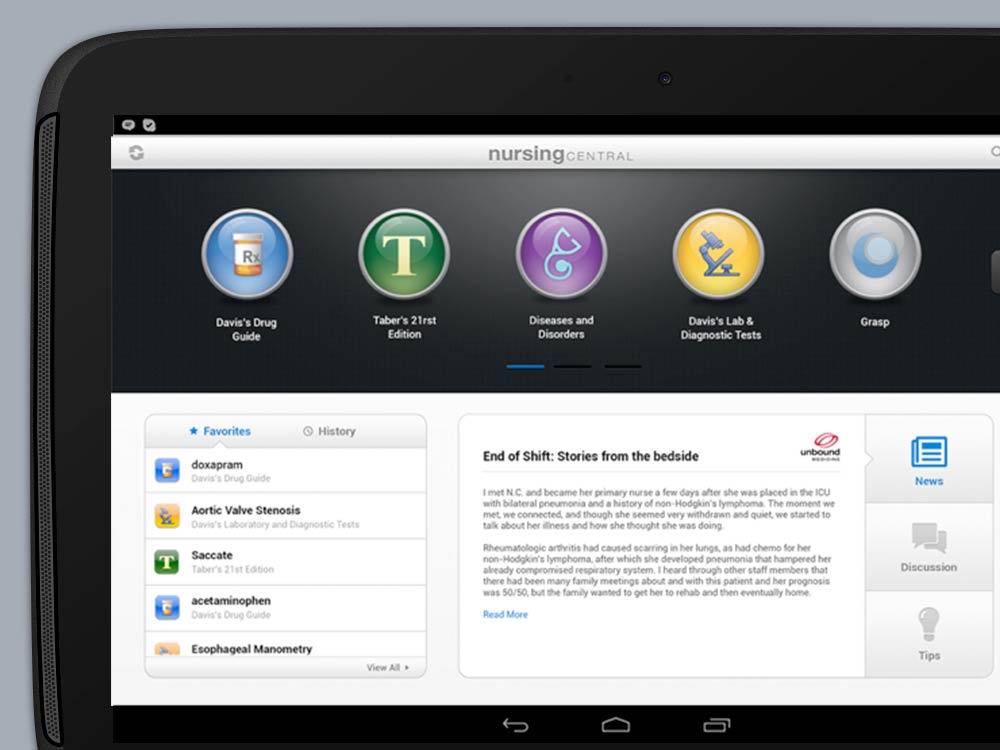 nursingCENTRAL
Rx
T
Davis's Drug
Guide
Taber's 21rst
Edition
Diseases and
Disorders
Davis's Lab &
Diagnostic Tests
Grasp
Favorites
History
doxapram
Davis's Drug Guide
Aortic Valve Stenosis
Davis's Laboratory and Diagnostic Tests
T
Saccate
Taber's 21st Edition
acetaminophen
Davis's Drug Guide
Esophageal Manometry
View All
unbound
MEDICINE
End of Shift: Stories from the bedside
I met N.C. and became her primary nurse a few days after she was placed in the ICU
with bilateral pneumonia and a history of non-Hodgkin's lymphoma. The moment we
met, we connected, and though she seemed very withdrawn and quiet, we started to
talk about her illness and how she thought she was doing.
Rheumatologic arthritis had caused scarring in her lungs, as had chemo for her
non-Hodgkin's lymphoma, after which she developed pneumonia that hampered her
already compromised respiratory system. I heard through other staff members that
there had been many family meetings about and with this patient and her prognosis
was 50/50, but the family wanted to get her to rehab and then eventually home.
Read More
News
Discussion
Tips